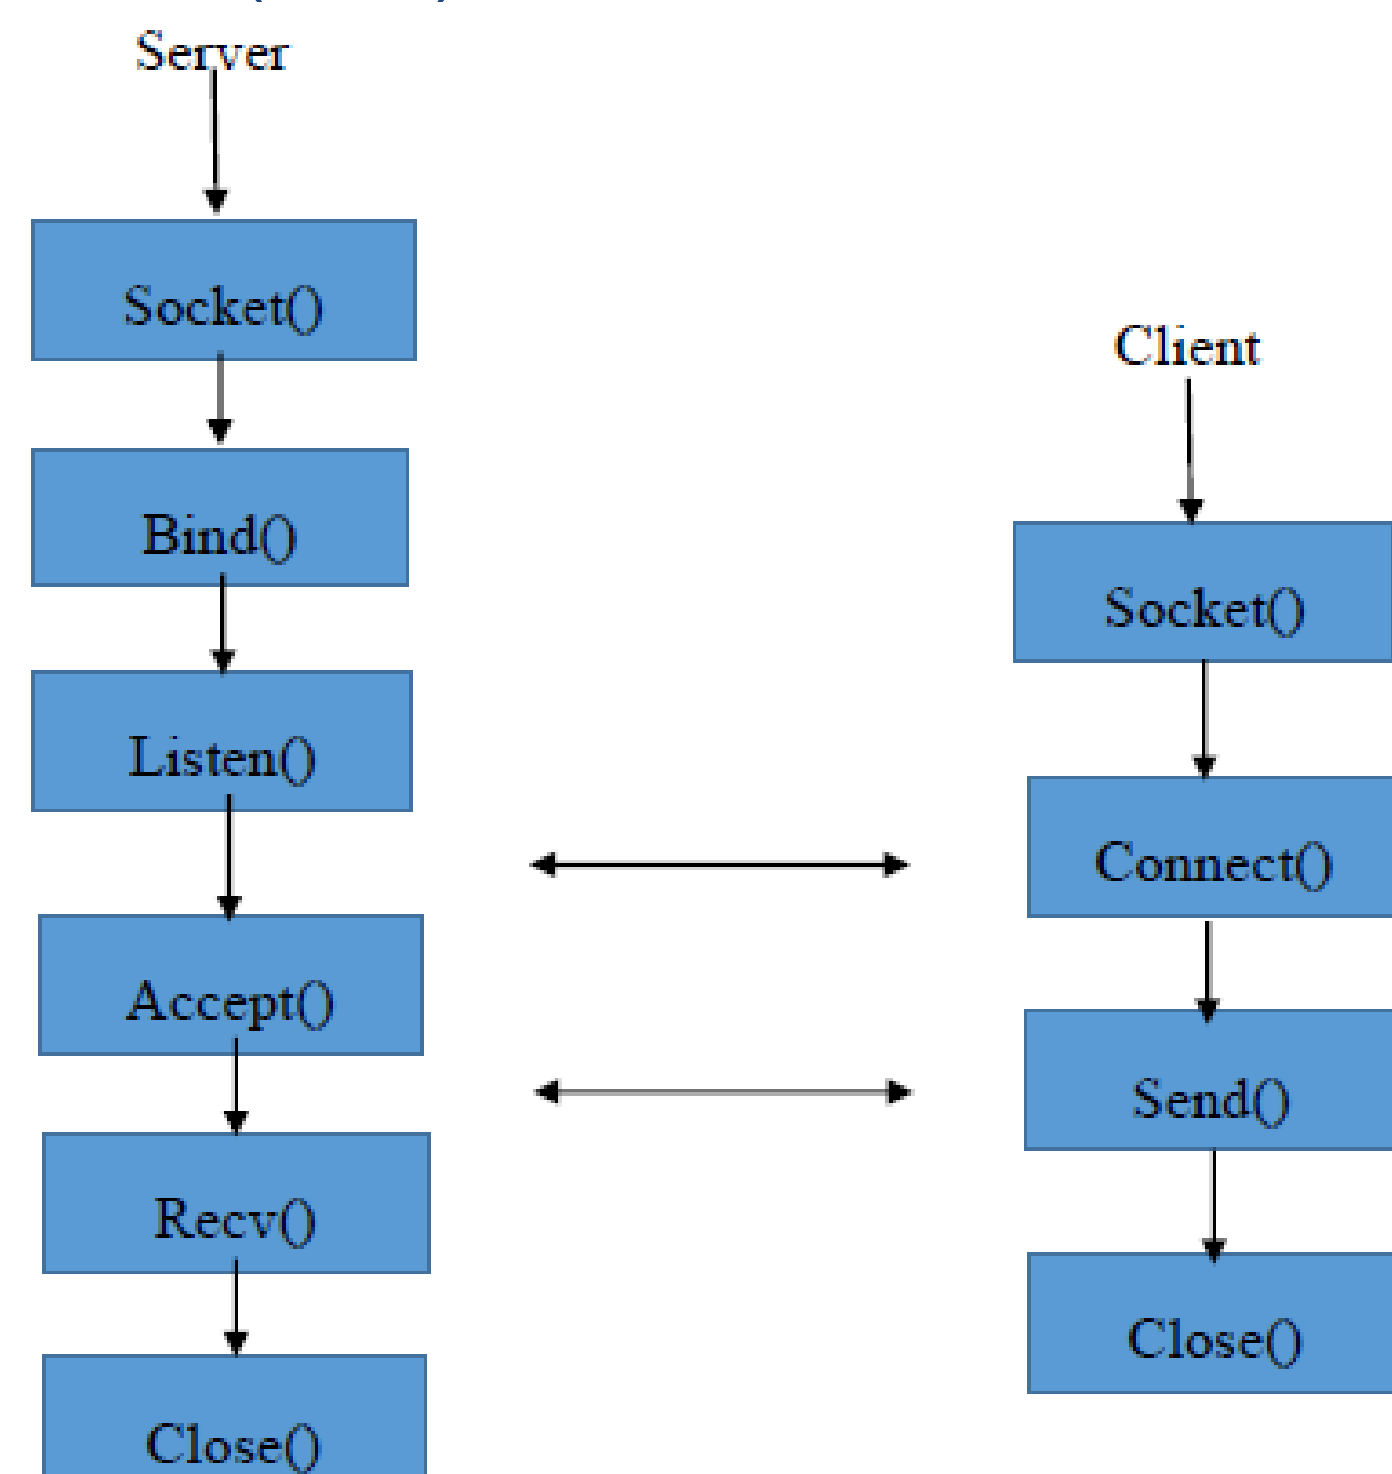 Server
Socket()
Bind()
Listen()
Accept()
Recv()
Close()
Client
Socket()
Connect()
Send()
Close()